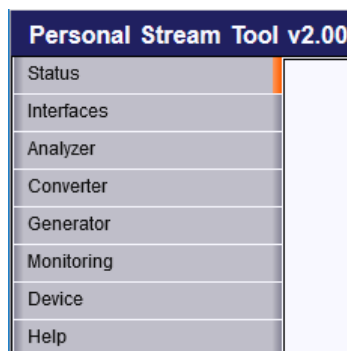 Personal Stream Tool v2.00
Status
Interfaces
Analyzer
Converter
Generator
Monitoring
Device
Help